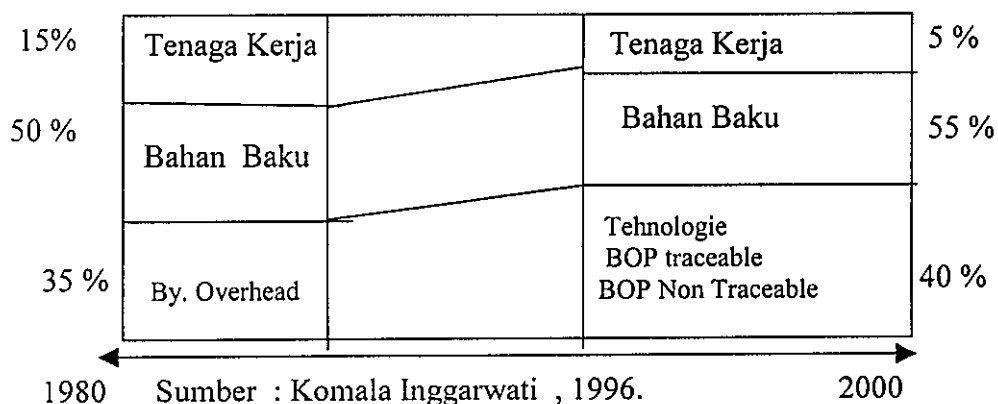 15% Tenaga Kerja Tenaga Kerja 5 %
50 % Bahan Baku Bahan Baku 55 %
35 % By. Overhead Tehnologie
BOP traceable
BOP Non Traceable 40 %
1980 Sumber : Komala Inggarwati , 1996. 2000